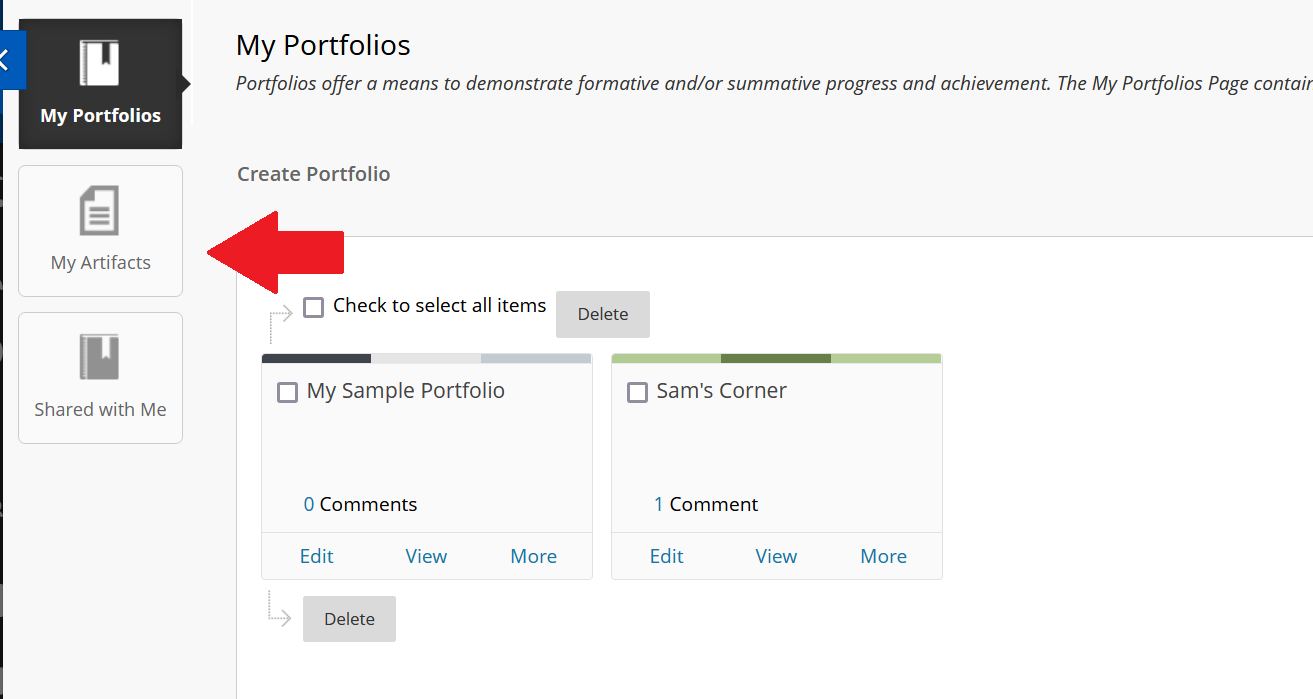 My Portfolios
My Artifacts
Shared with Me
My Portfolios
Portfolios offer a means to demonstrate formative and/or summative progress and achievement. The My Portfolios Page contain
Create Portfolio
Check to select all items
Delete
My Sample Portfolio
0 Comments
Edit View More
Sam's Corner
1 Comment
Edit View More
Delete